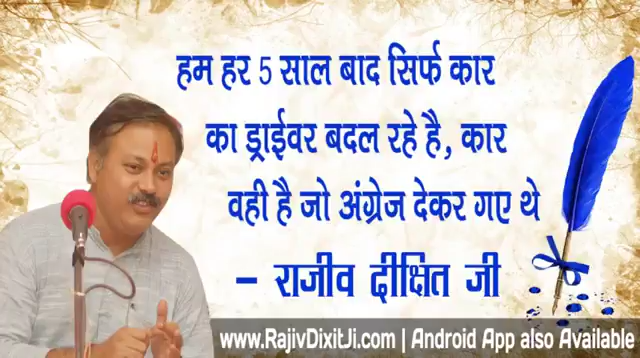 हम हर 5 साल बाद सिर्फ कार
का ड्राईवर बदल रहे है, कार
वही है जो अंग्रेज देकर गए थे
- राजीव दीक्षित जी
www.RajivDixitJi.com | Android App also Available